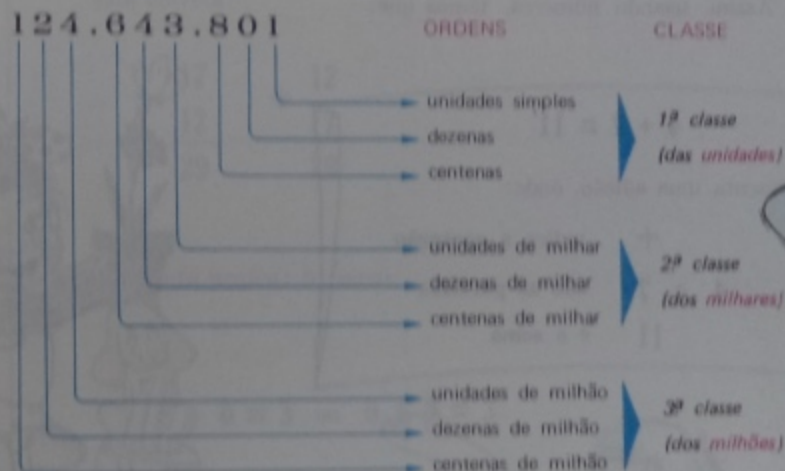 124.643.801 ORDENS CLASSE
unidades simples
dezenas
centenas
1ª classe
(das unidades)
unidades de milhar
dezenas de milhar
centenas de milhar
2ª classe
(dos milhares)
unidades de milhão
dezenas de milhão
centenas de milhão
3ª classe
(dos milhões)